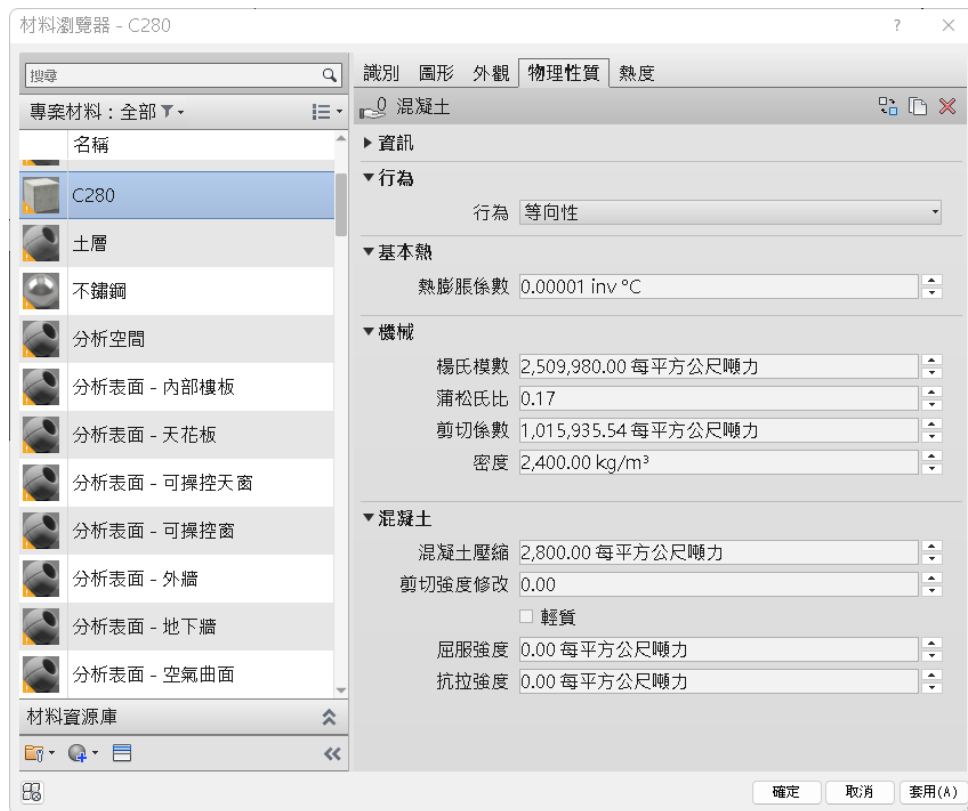 材料瀏覽器 - C280
?
搜尋
專案材料：全部
名稱
C280
土層
不鏽鋼
分析空間
分析表面 - 內部樓板
分析表面 - 天花板
分析表面 - 可操控天窗
分析表面 - 可操控窗
分析表面 - 外牆
分析表面 - 地下牆
分析表面 - 空氣曲面
材料資源庫
識別 圖形 外觀 物理性質 熱度
0 混凝土
資訊
行為
行為 等向性
基本熱
熱膨脹係數 0.00001 inv °C
機械
楊氏模數 2,509,980.00 每平方公尺噸力
蒲松氏比 0.17
剪切係數 1,015,935.54 每平方公尺噸力
密度 2,400.00 kg/m³
混凝土
混凝土壓縮 2,800.00 每平方公尺噸力
剪切強度修改 0.00
輕質
屈服強度 0.00 每平方公尺噸力
抗拉強度 0.00 每平方公尺噸力
確定 取消 套用(A)